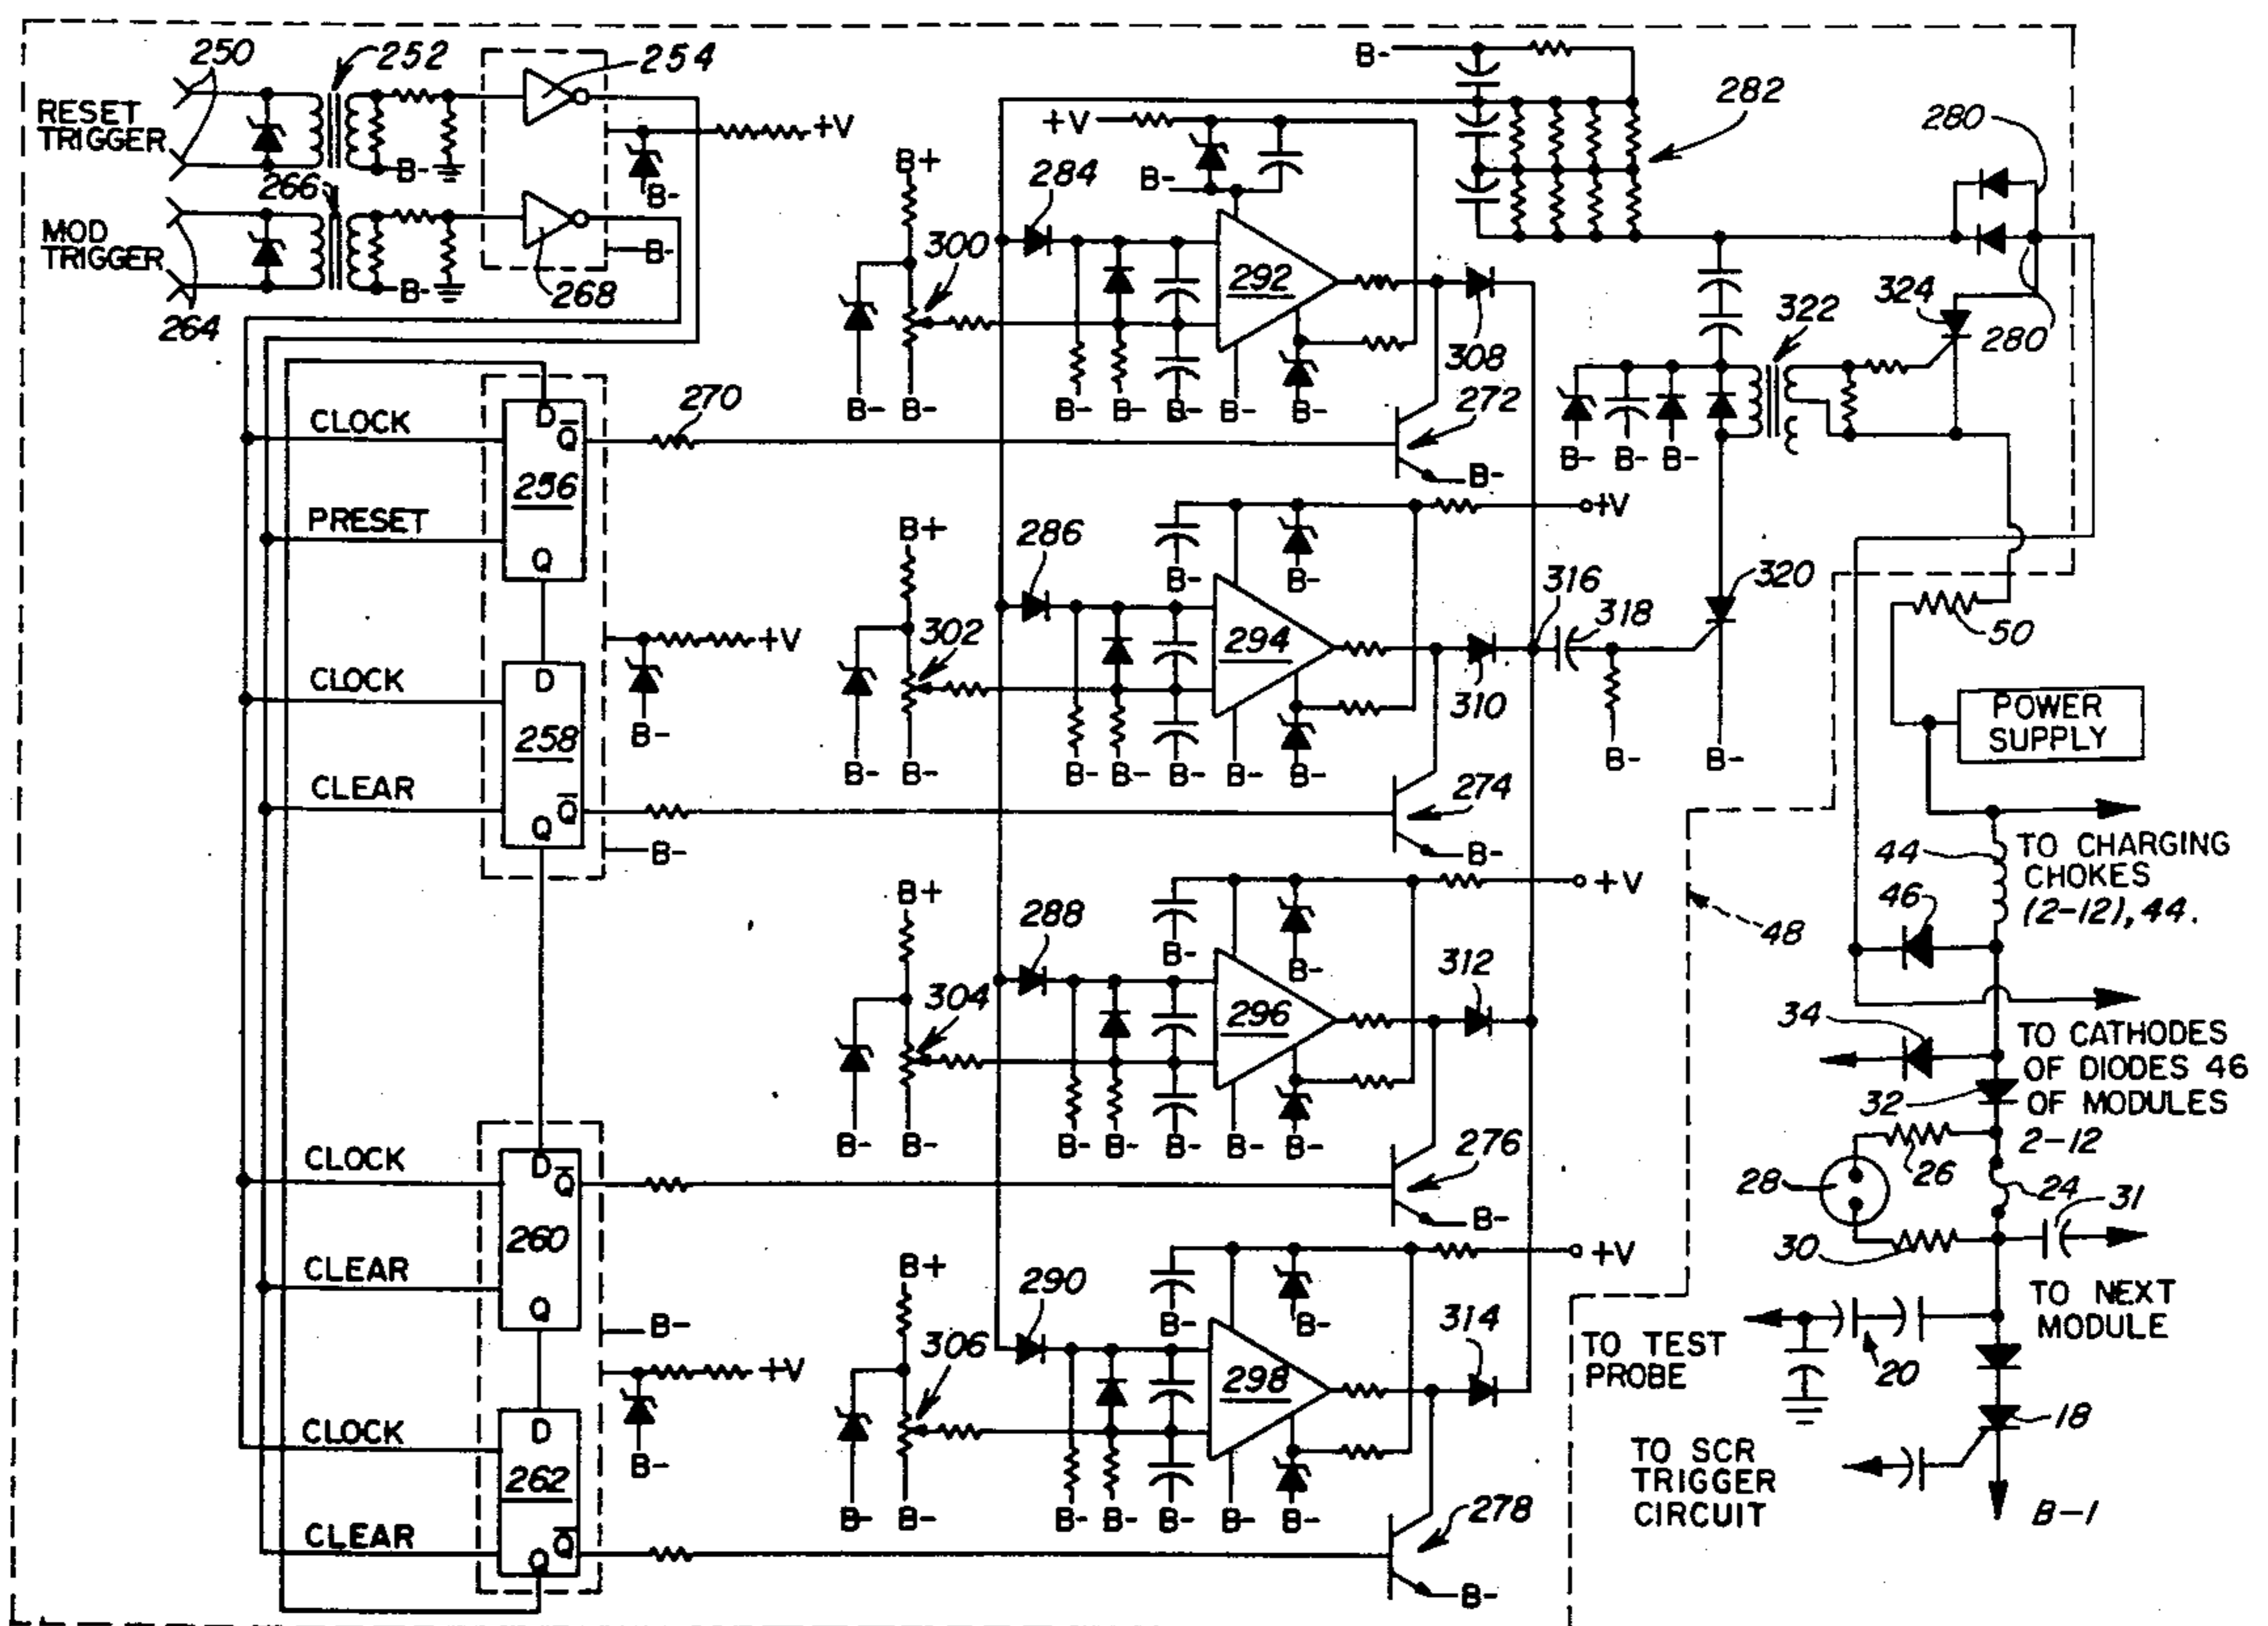 250
252
254
RESET
TRIGGER
B-
+V
B-
266
MOD
TRIGGER
B-
B-
264
268
B-
282
280
+V
B-
B+
284
300
292
308
B-
B-
B-
B-
B-
B-
B-
322
324
280
CLOCK
D
Q̅
256
PRESET
Q
270
272
B-
B-
B-
B-
+V
B+
286
302
294
B-
B-
310
316
318
320
50
POWER
SUPPLY
CLOCK
D
258
CLEAR
Q
Q̅
+V
B-
B-
B-
B-
B-
B-
B-
B-
B-
B-
B-
274
B-
+V
44
TO CHARGING
CHOKES
(2-12), 44.
46
48
B+
288
304
296
312
B-
B-
B-
B-
B-
B-
B-
B-
B-
34
TO CATHODES
OF DIODES 46
OF MODULES
2-12
32
26
28
24
31
30
276
B-
CLOCK
D
Q̅
260
CLEAR
Q
B-
+V
B-
+V
B+
290
306
298
314
B-
B-
B-
B-
B-
B-
B-
B-
B-
TO NEXT
MODULE
TO TEST
PROBE
20
18
TO SCR
TRIGGER
CIRCUIT
B-1
CLOCK
D
262
CLEAR
Q
Q̅
278
B-